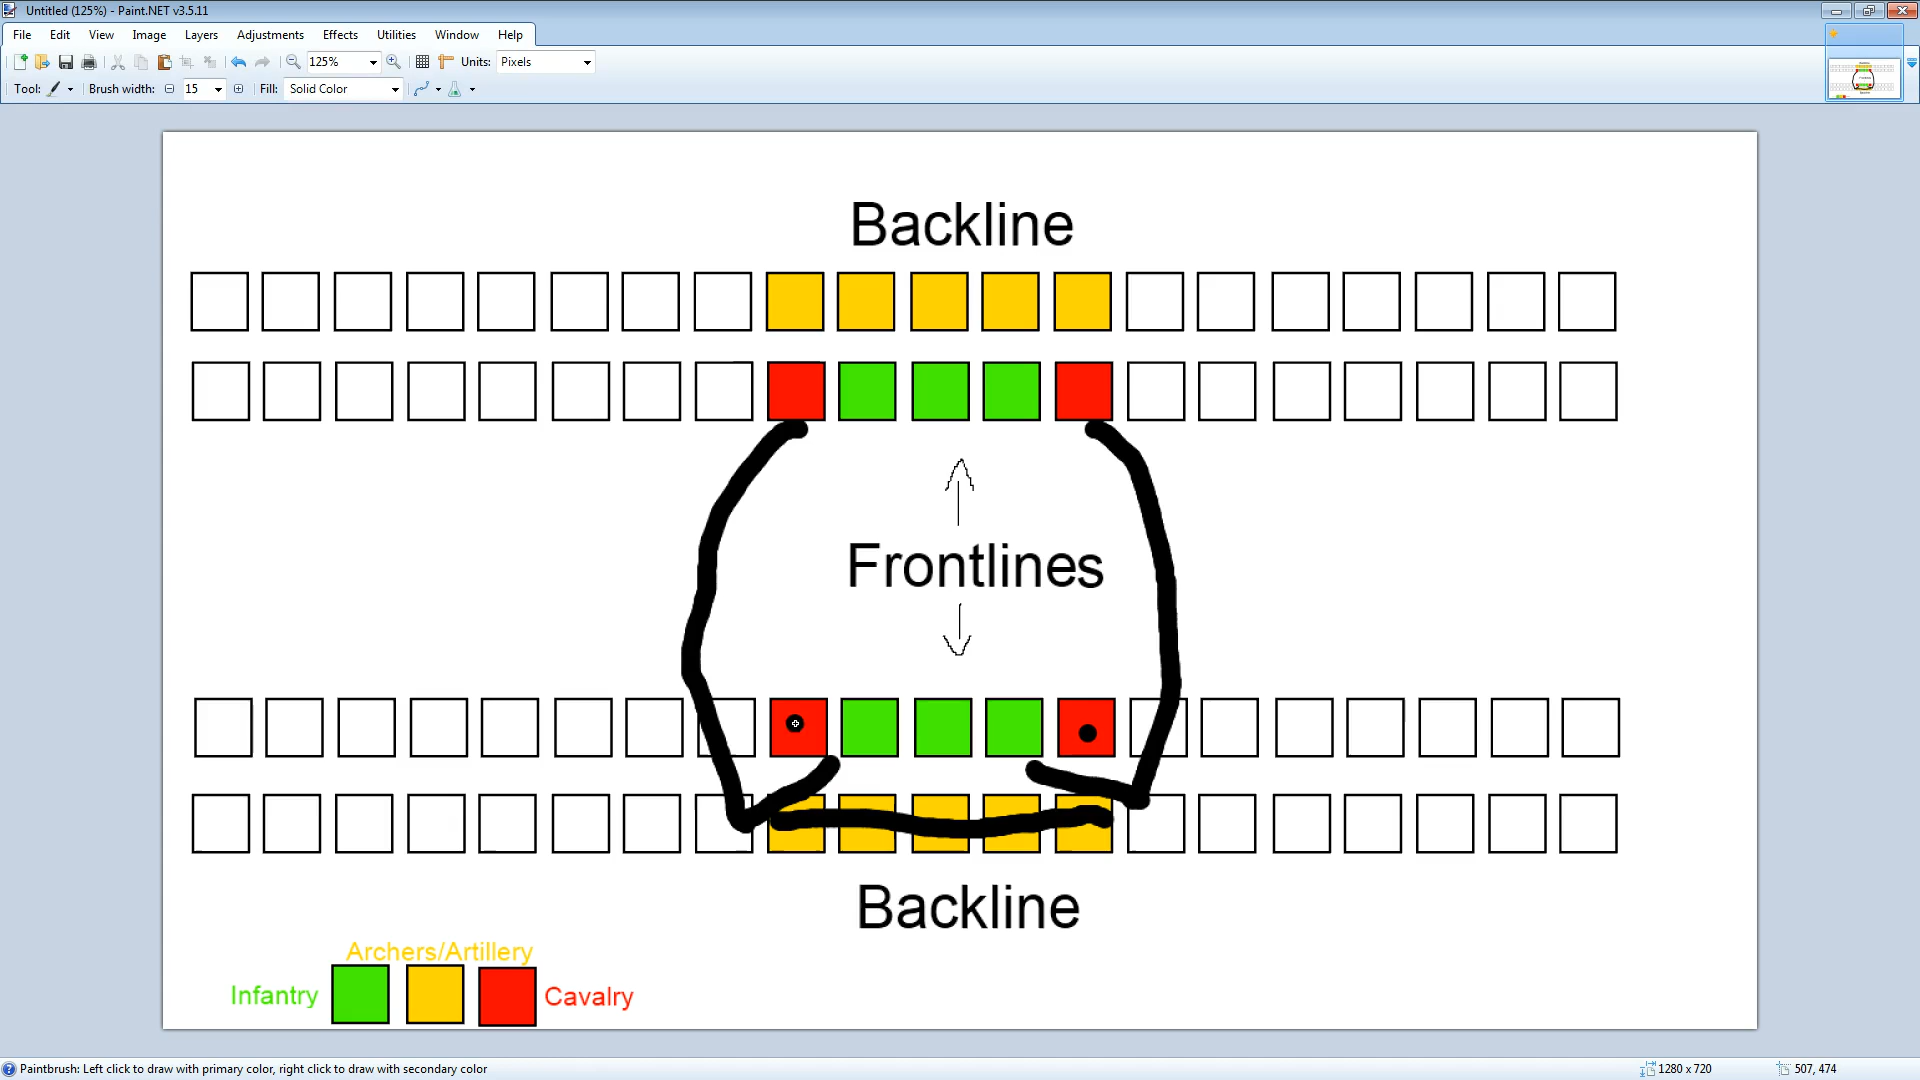 Untitled (125%) - Paint.NET v3.5.11
File Edit View Image Layers Adjustments Effects Utilities Window Help
125% Units: Pixels
Tool: Brush width: 15 Fill: Solid Color
Backline
Frontlines
Backline
Archers/Artillery
Infantry Cavalry
Paintbrush: Left click to draw with primary color, right click to draw with secondary color 1280 x 720 507, 474